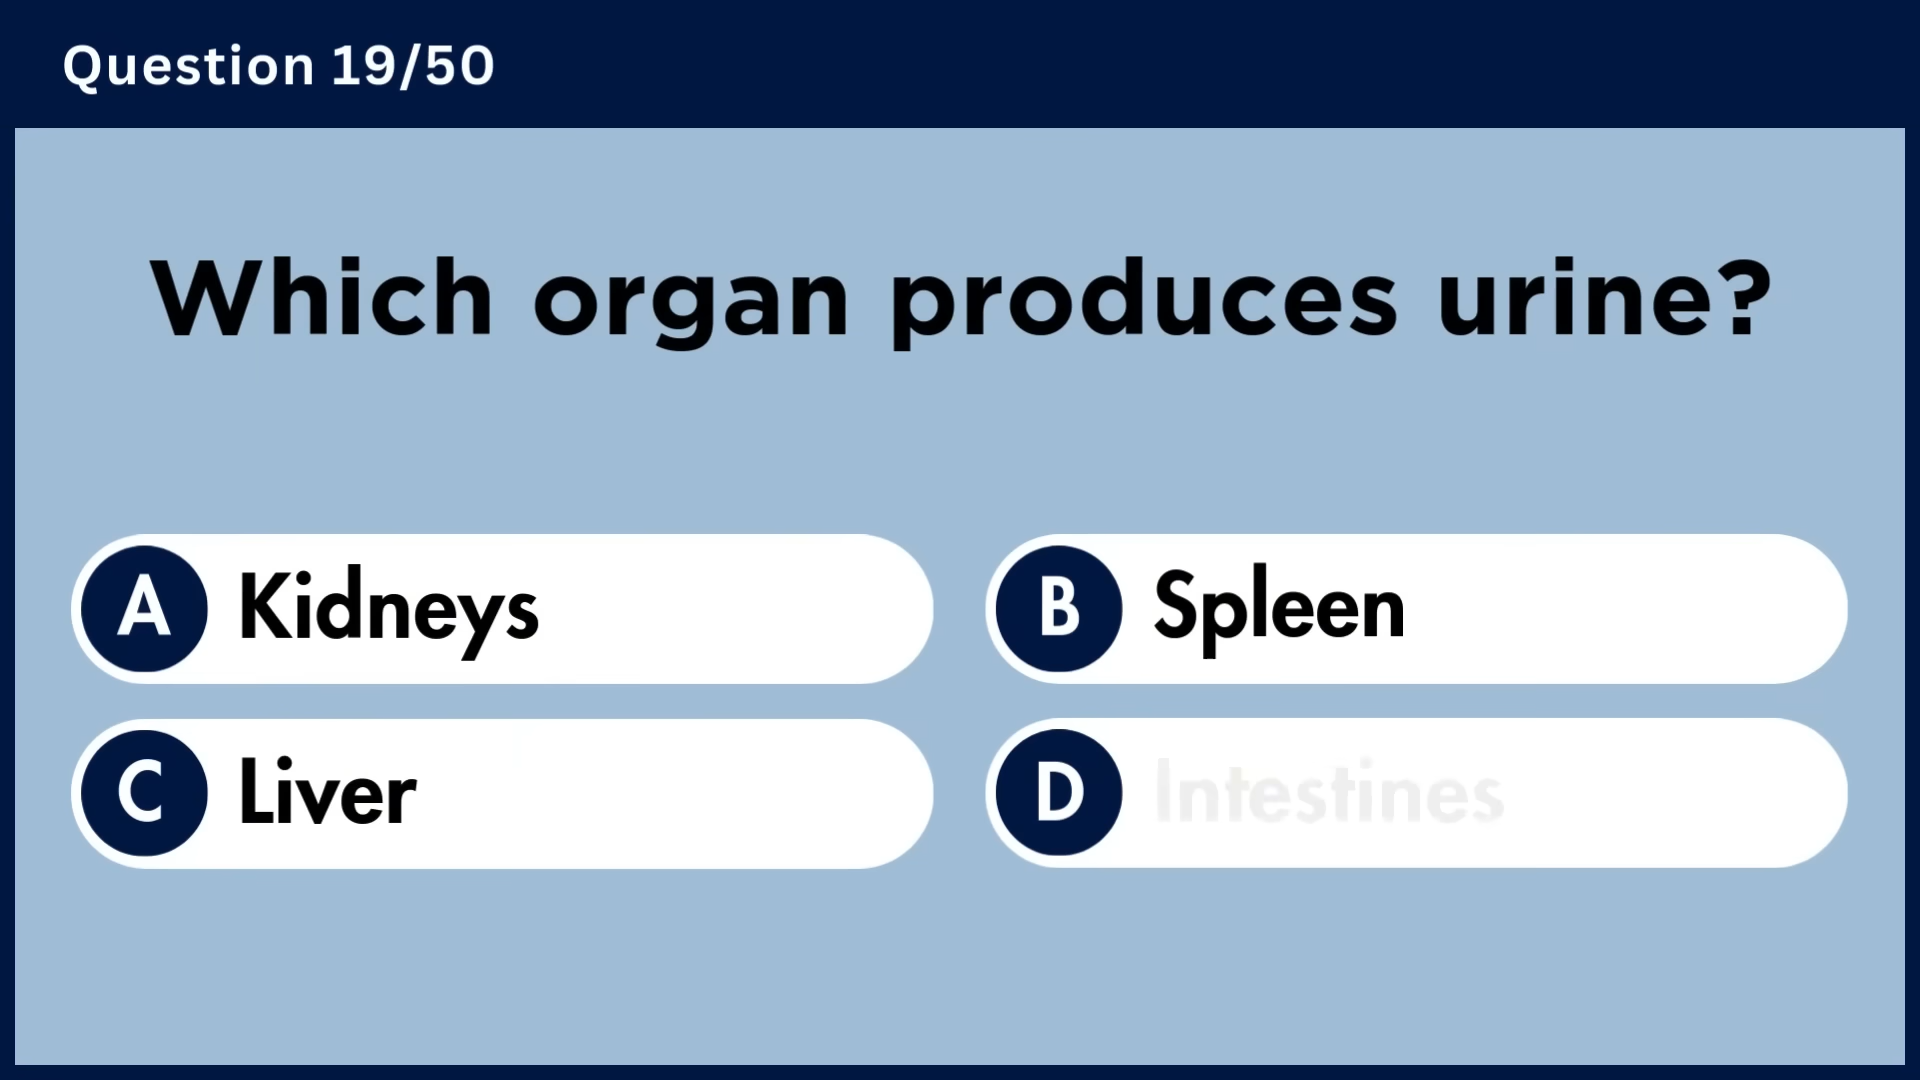 Question 19/50
Which organ produces urine?
A Kidneys
B Spleen
C Liver
D Intestines